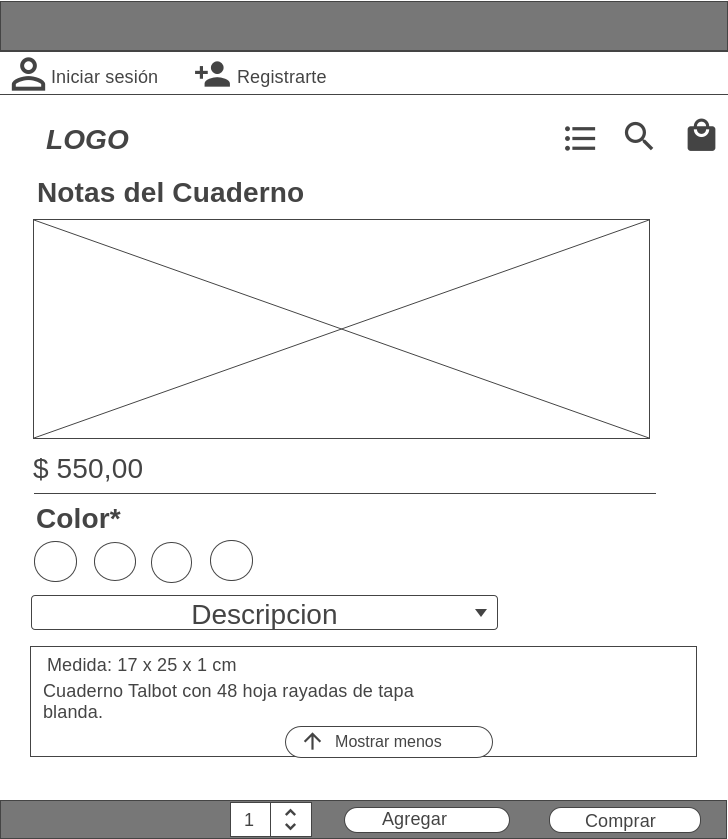 Iniciar sesión Registrarte
LOGO
Notas del Cuaderno
$ 550,00
Color*
Descripcion
Medida: 17 x 25 x 1 cm
Cuaderno Talbot con 48 hoja rayadas de tapa
blanda.
Mostrar menos
1 Agregar Comprar